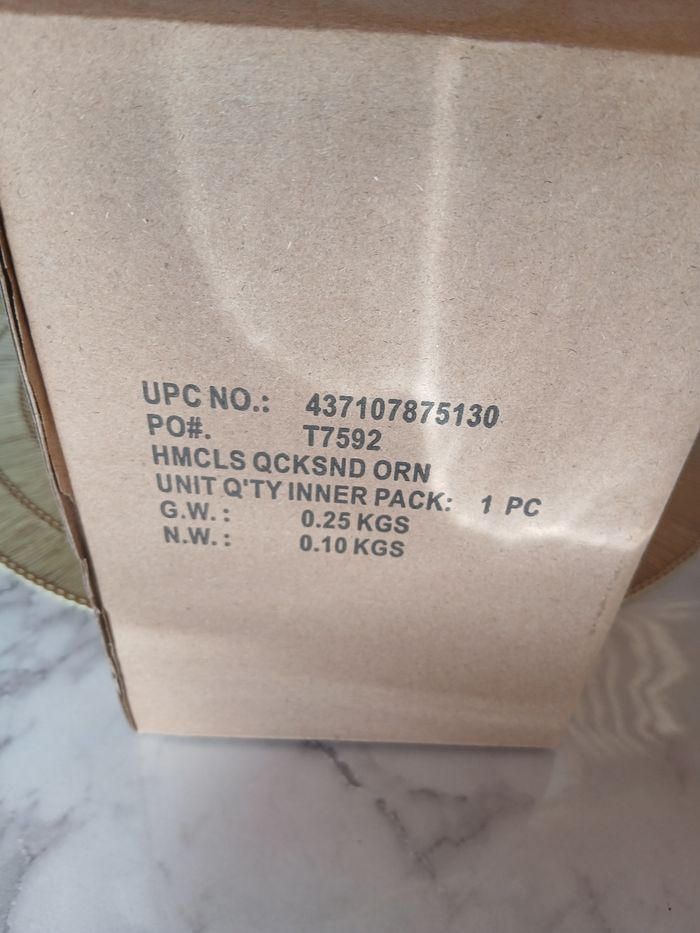 UPC NO.: 437107875130
PO#. T7592
HMCLS QCKSND ORN
UNIT Q'TY INNER PACK: 1 PC
G.W.: 0.25 KGS
N.W.: 0.10 KGS